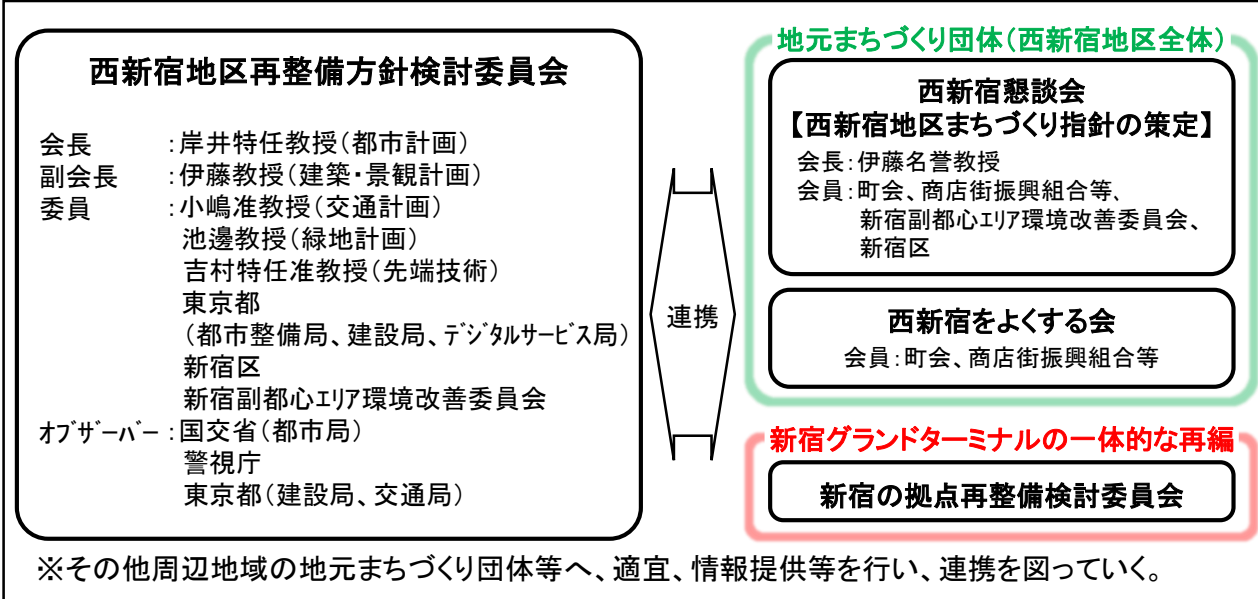 西新宿地区再整備方針検討委員会
会長 :岸井特任教授(都市計画)
副会長 :伊藤教授(建築・景観計画)
委員 :小嶋准教授(交通計画)
池邊教授(緑地計画)
吉村特任准教授(先端技術)
東京都
(都市整備局、建設局、デジタルサービス局)
新宿区
新宿副都心エリア環境改善委員会
オブザーバー:国交省(都市局)
警視庁
東京都(建設局、交通局)
連携
地元まちづくり団体(西新宿地区全体)
西新宿懇談会
【西新宿地区まちづくり指針の策定】
会長:伊藤名誉教授
会員:町会、商店街振興組合等、
新宿副都心エリア環境改善委員会、
新宿区
西新宿をよくする会
会員:町会、商店街振興組合等
新宿グランドターミナルの一体的な再編
新宿の拠点再整備検討委員会
※その他周辺地域の地元まちづくり団体等へ、適宜、情報提供等を行い、連携を図っていく。